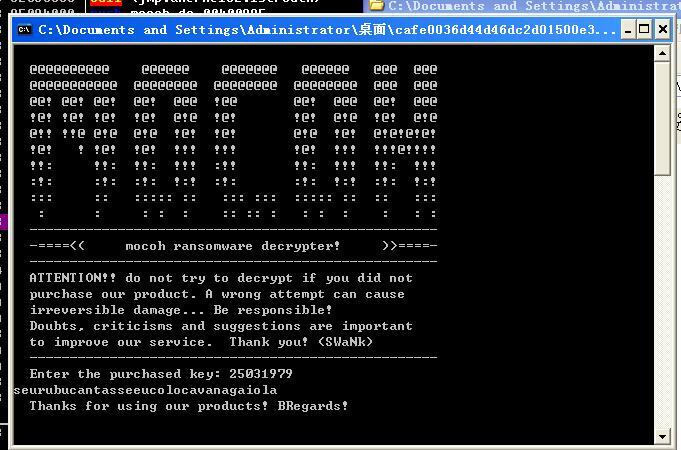 C:\Documents and Settings
C:\Documents and Settings\Administrator\桌面\cafe0036d44d46dc2d01500e3...
@@@@@@@@@@    @@@@@@    @@@@@@@   @@@@@@   @@@  @@@
@@@@@@@@@@@  @@@@@@@@  @@@@@@@@  @@@@@@@@  @@@  @@@
@@! @@! @@!  @@!  @@@  !@@       @@!  @@@  @@!  @@@
!@! !@! !@!  !@!  @!@  !@!       !@!  @!@  !@!  @!@
@!! !!@ @!@  @!@  !@!  !@!       @!@  !@!  @!@!@!@!
!@!   ! !@!  !@!  !!!  !!!       !@!  !!!  !!!@!!!!
!!:     !!:  !!:  !!!  :!!       !!:  !!!  !!:  !!!
:!:     :!:  :!:  !:!  :!:       :!:  !:!  :!:  !:!
:::     ::   ::::: ::   ::: :::  ::::: ::  ::   :::
:      :     : :  :    :: :: :   : :  :    :   : :
---------------------------------------------------
-====<<     mocoh ransomware decrypter!     >>====-
---------------------------------------------------
ATTENTION!! do not try to decrypt if you did not
purchase our product. A wrong attempt can cause
irreversible damage... Be responsible!
Doubts, criticisms and suggestions are important
to improve our service.  Thank you! (SWaNk)
---------------------------------------------------
Enter the purchased key: 25031979
seurubucantasseeucolocavanagaiola
Thanks for using our products! BRegards!